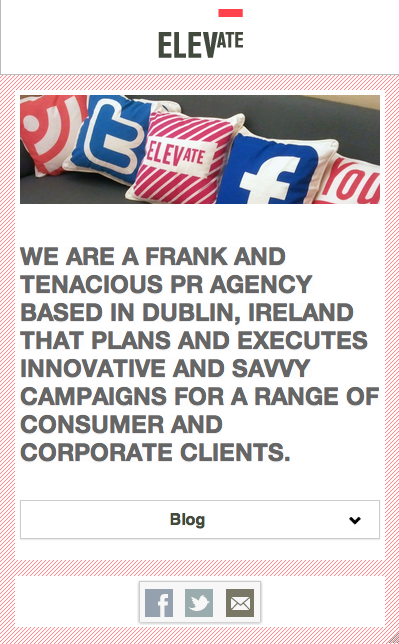 ELEVATE
t
ELEVATE
f
You
WE ARE A FRANK AND
TENACIOUS PR AGENCY
BASED IN DUBLIN, IRELAND
THAT PLANS AND EXECUTES
INNOVATIVE AND SAVVY
CAMPAIGNS FOR A RANGE OF
CONSUMER AND
CORPORATE CLIENTS.
Blog
f